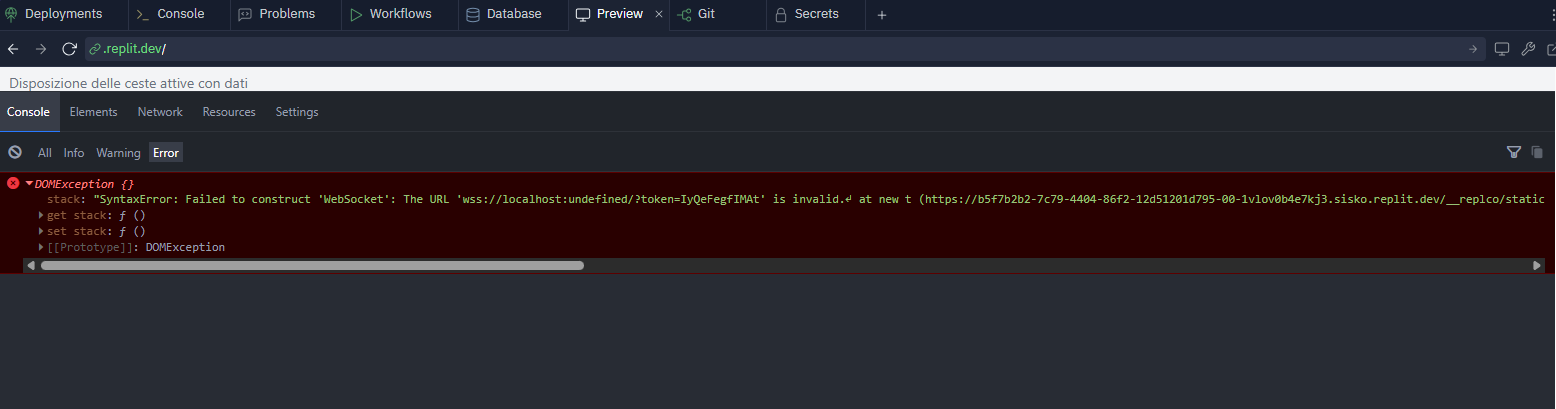 Deployments Console Problems Workflows Database Preview Git Secrets
.replit.dev/
Disposizione delle ceste attive con dati
Console Elements Network Resources Settings
All Info Warning Error
DOMException {}
stack: "SyntaxError: Failed to construct 'WebSocket': The URL 'wss://localhost:undefined/?token=IyQeFegfIMAt' is invalid.↵ at new t (https://b5f7b2b2-7c79-4404-86f2-12d51201d795-00-1vlov0b4e7kj3.sisko.replit.dev/__replco/static
get stack: ƒ ()
set stack: ƒ ()
[[Prototype]]: DOMException